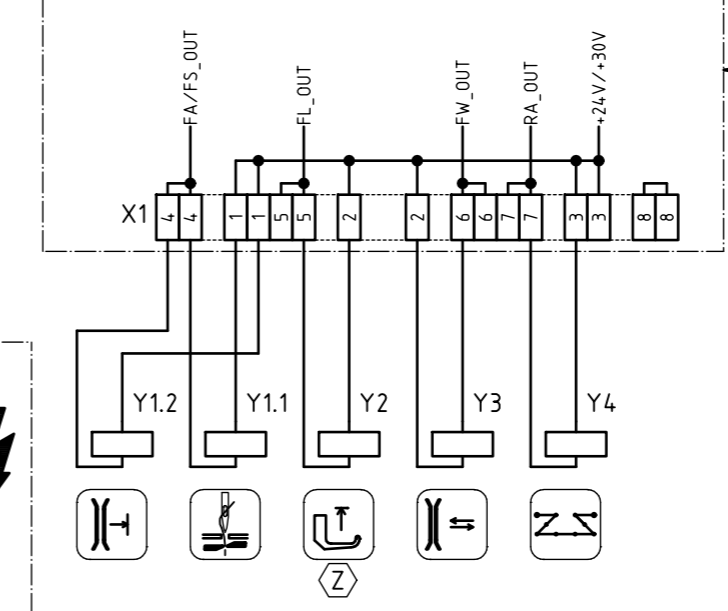 FA/FS_OUT
FL_OUT
FW_OUT
RA_OUT
+24V/+30V
X1 4 4 1 1 5 5 2 2 6 6 7 7 3 3 8 8
Y1.2 Y1.1 Y2 Y3 Y4
Z